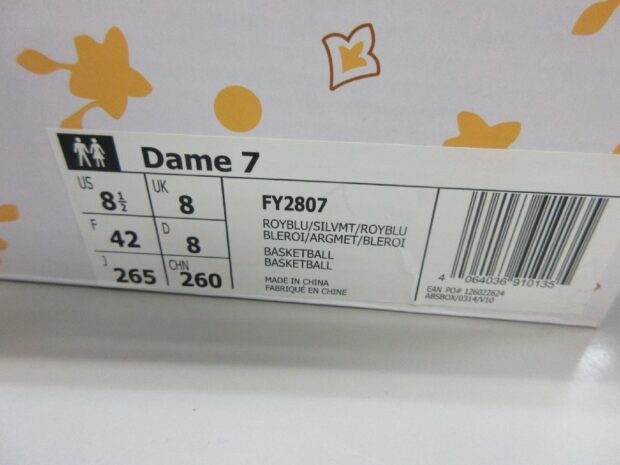 Dame 7
US 8½ UK 8
F 42 D 8
J 265 CHN 260
FY2807
ROYBLU/SILVMT/ROYBLU
BLEROI/ARGMET/BLEROI
BASKETBALL
BASKETBALL
MADE IN CHINA
FABRIQUÉ EN CHINE
4 064036 910135
EAN PO# 126022624
ABSBOX/0314/V10